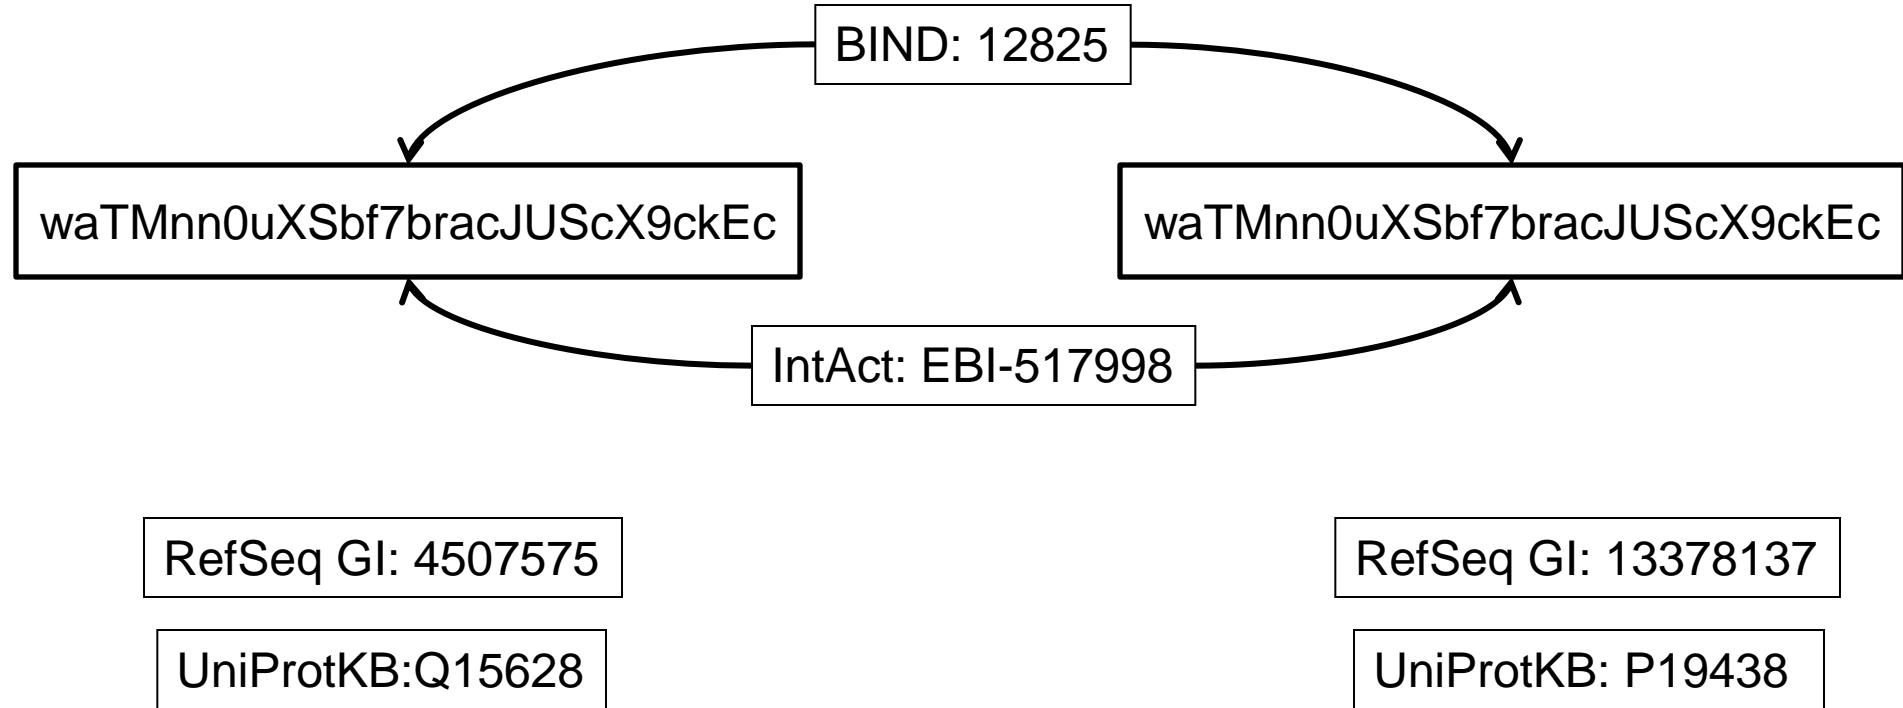 BIND: 12825
waTMnn0uXSbf7bracJUScX9ckEc
waTMnn0uXSbf7bracJUScX9ckEc
IntAct: EBI-517998
RefSeq GI: 4507575
RefSeq GI: 13378137
UniProtKB:Q15628
UniProtKB: P19438